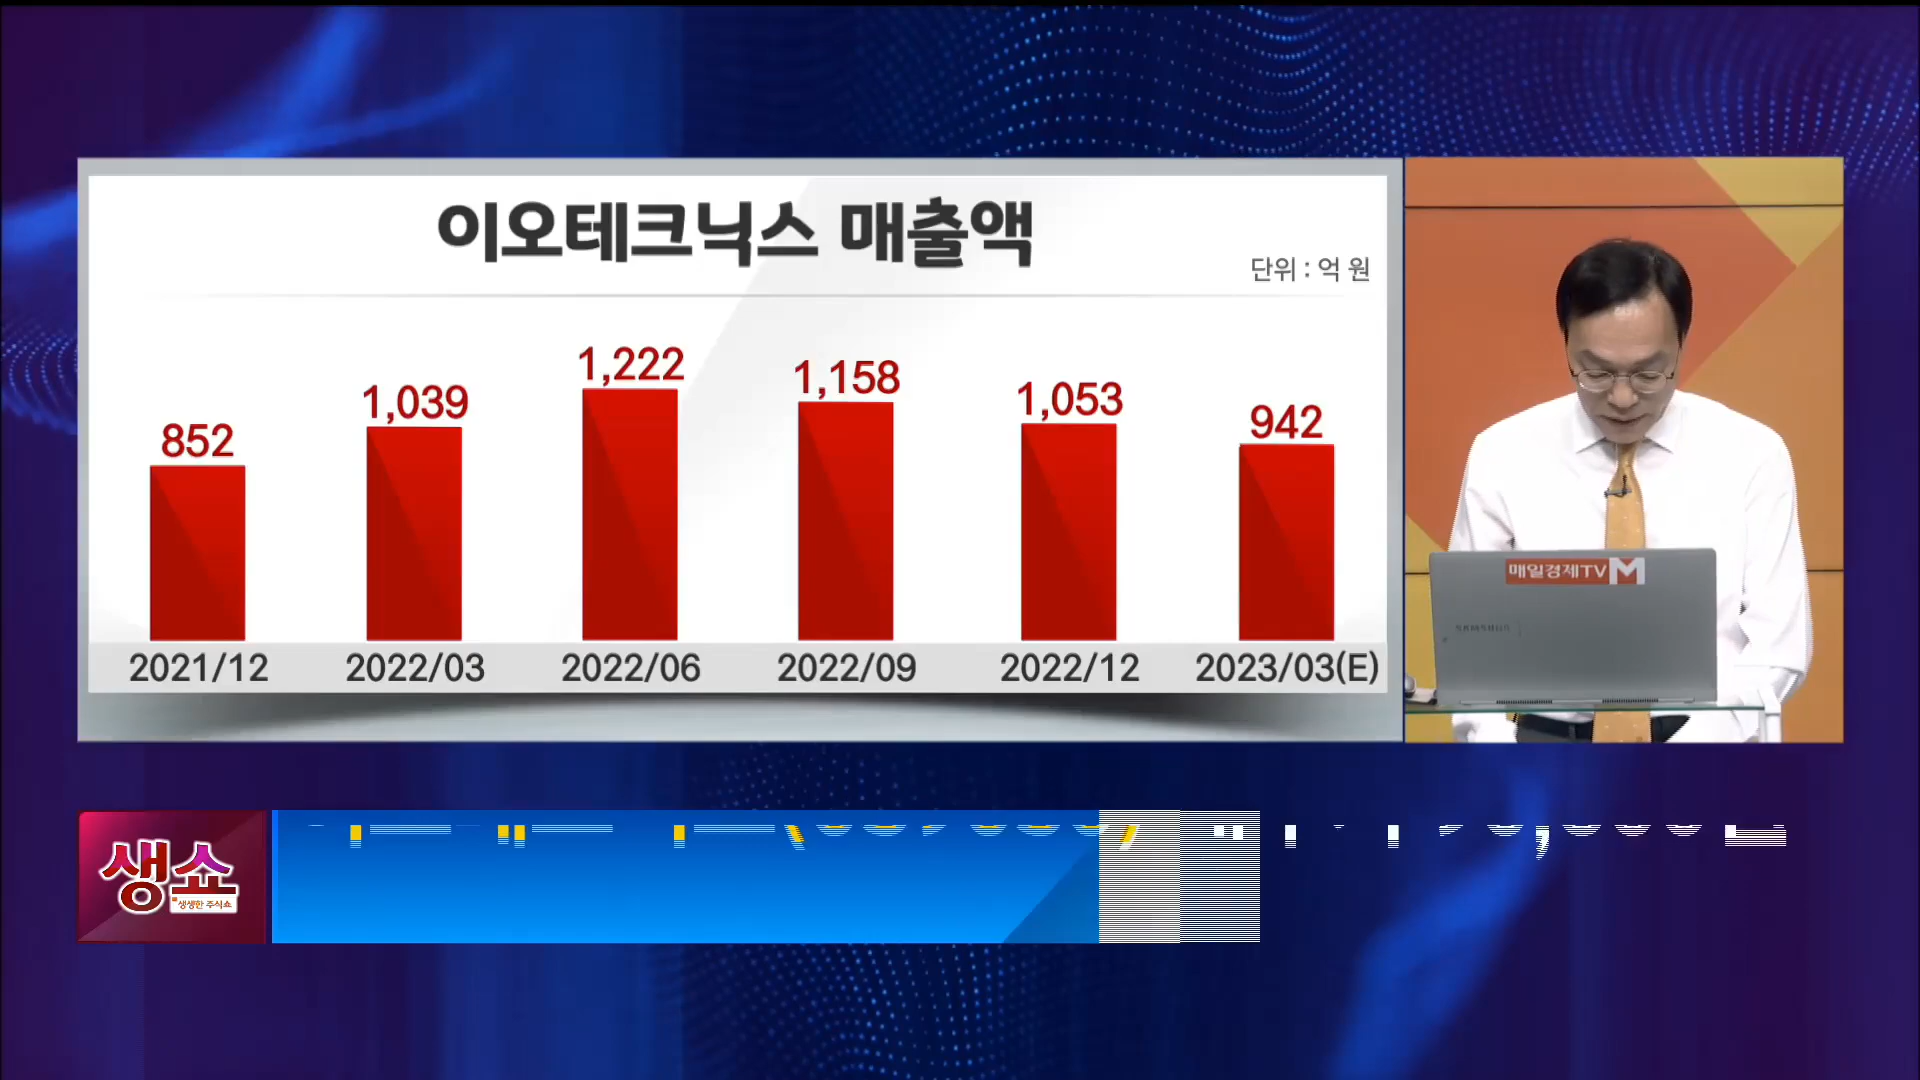 이오테크닉스 매출액
단위 : 억 원
852
1,039
1,222
1,158
1,053
942
2021/12
2022/03
2022/06
2022/09
2022/12
2023/03(E)
매일경제TV M
SAMSUNG
생쇼
생생한 주식쇼